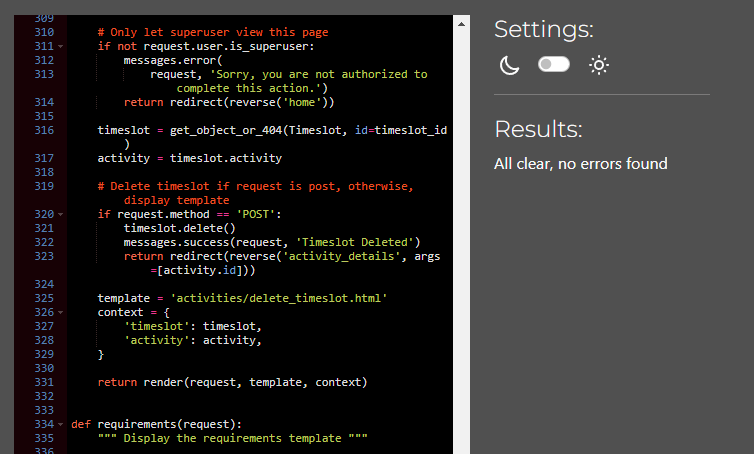 309
310 # Only let superuser view this page
311 if not request.user.is_superuser:
312 messages.error(
313 request, 'Sorry, you are not authorized to
complete this action.')
314 return redirect(reverse('home'))
315
316 timeslot = get_object_or_404(Timeslot, id=timeslot_id
)
317 activity = timeslot.activity
318
319 # Delete timeslot if request is post, otherwise,
display template
320 if request.method == 'POST':
321 timeslot.delete()
322 messages.success(request, 'Timeslot Deleted')
323 return redirect(reverse('activity_details', args
=[activity.id]))
324
325 template = 'activities/delete_timeslot.html'
326 context = {
327 'timeslot': timeslot,
328 'activity': activity,
329 }
330
331 return render(request, template, context)
332
333
334 def requirements(request):
335 """ Display the requirements template """
336
Settings:
Results:
All clear, no errors found